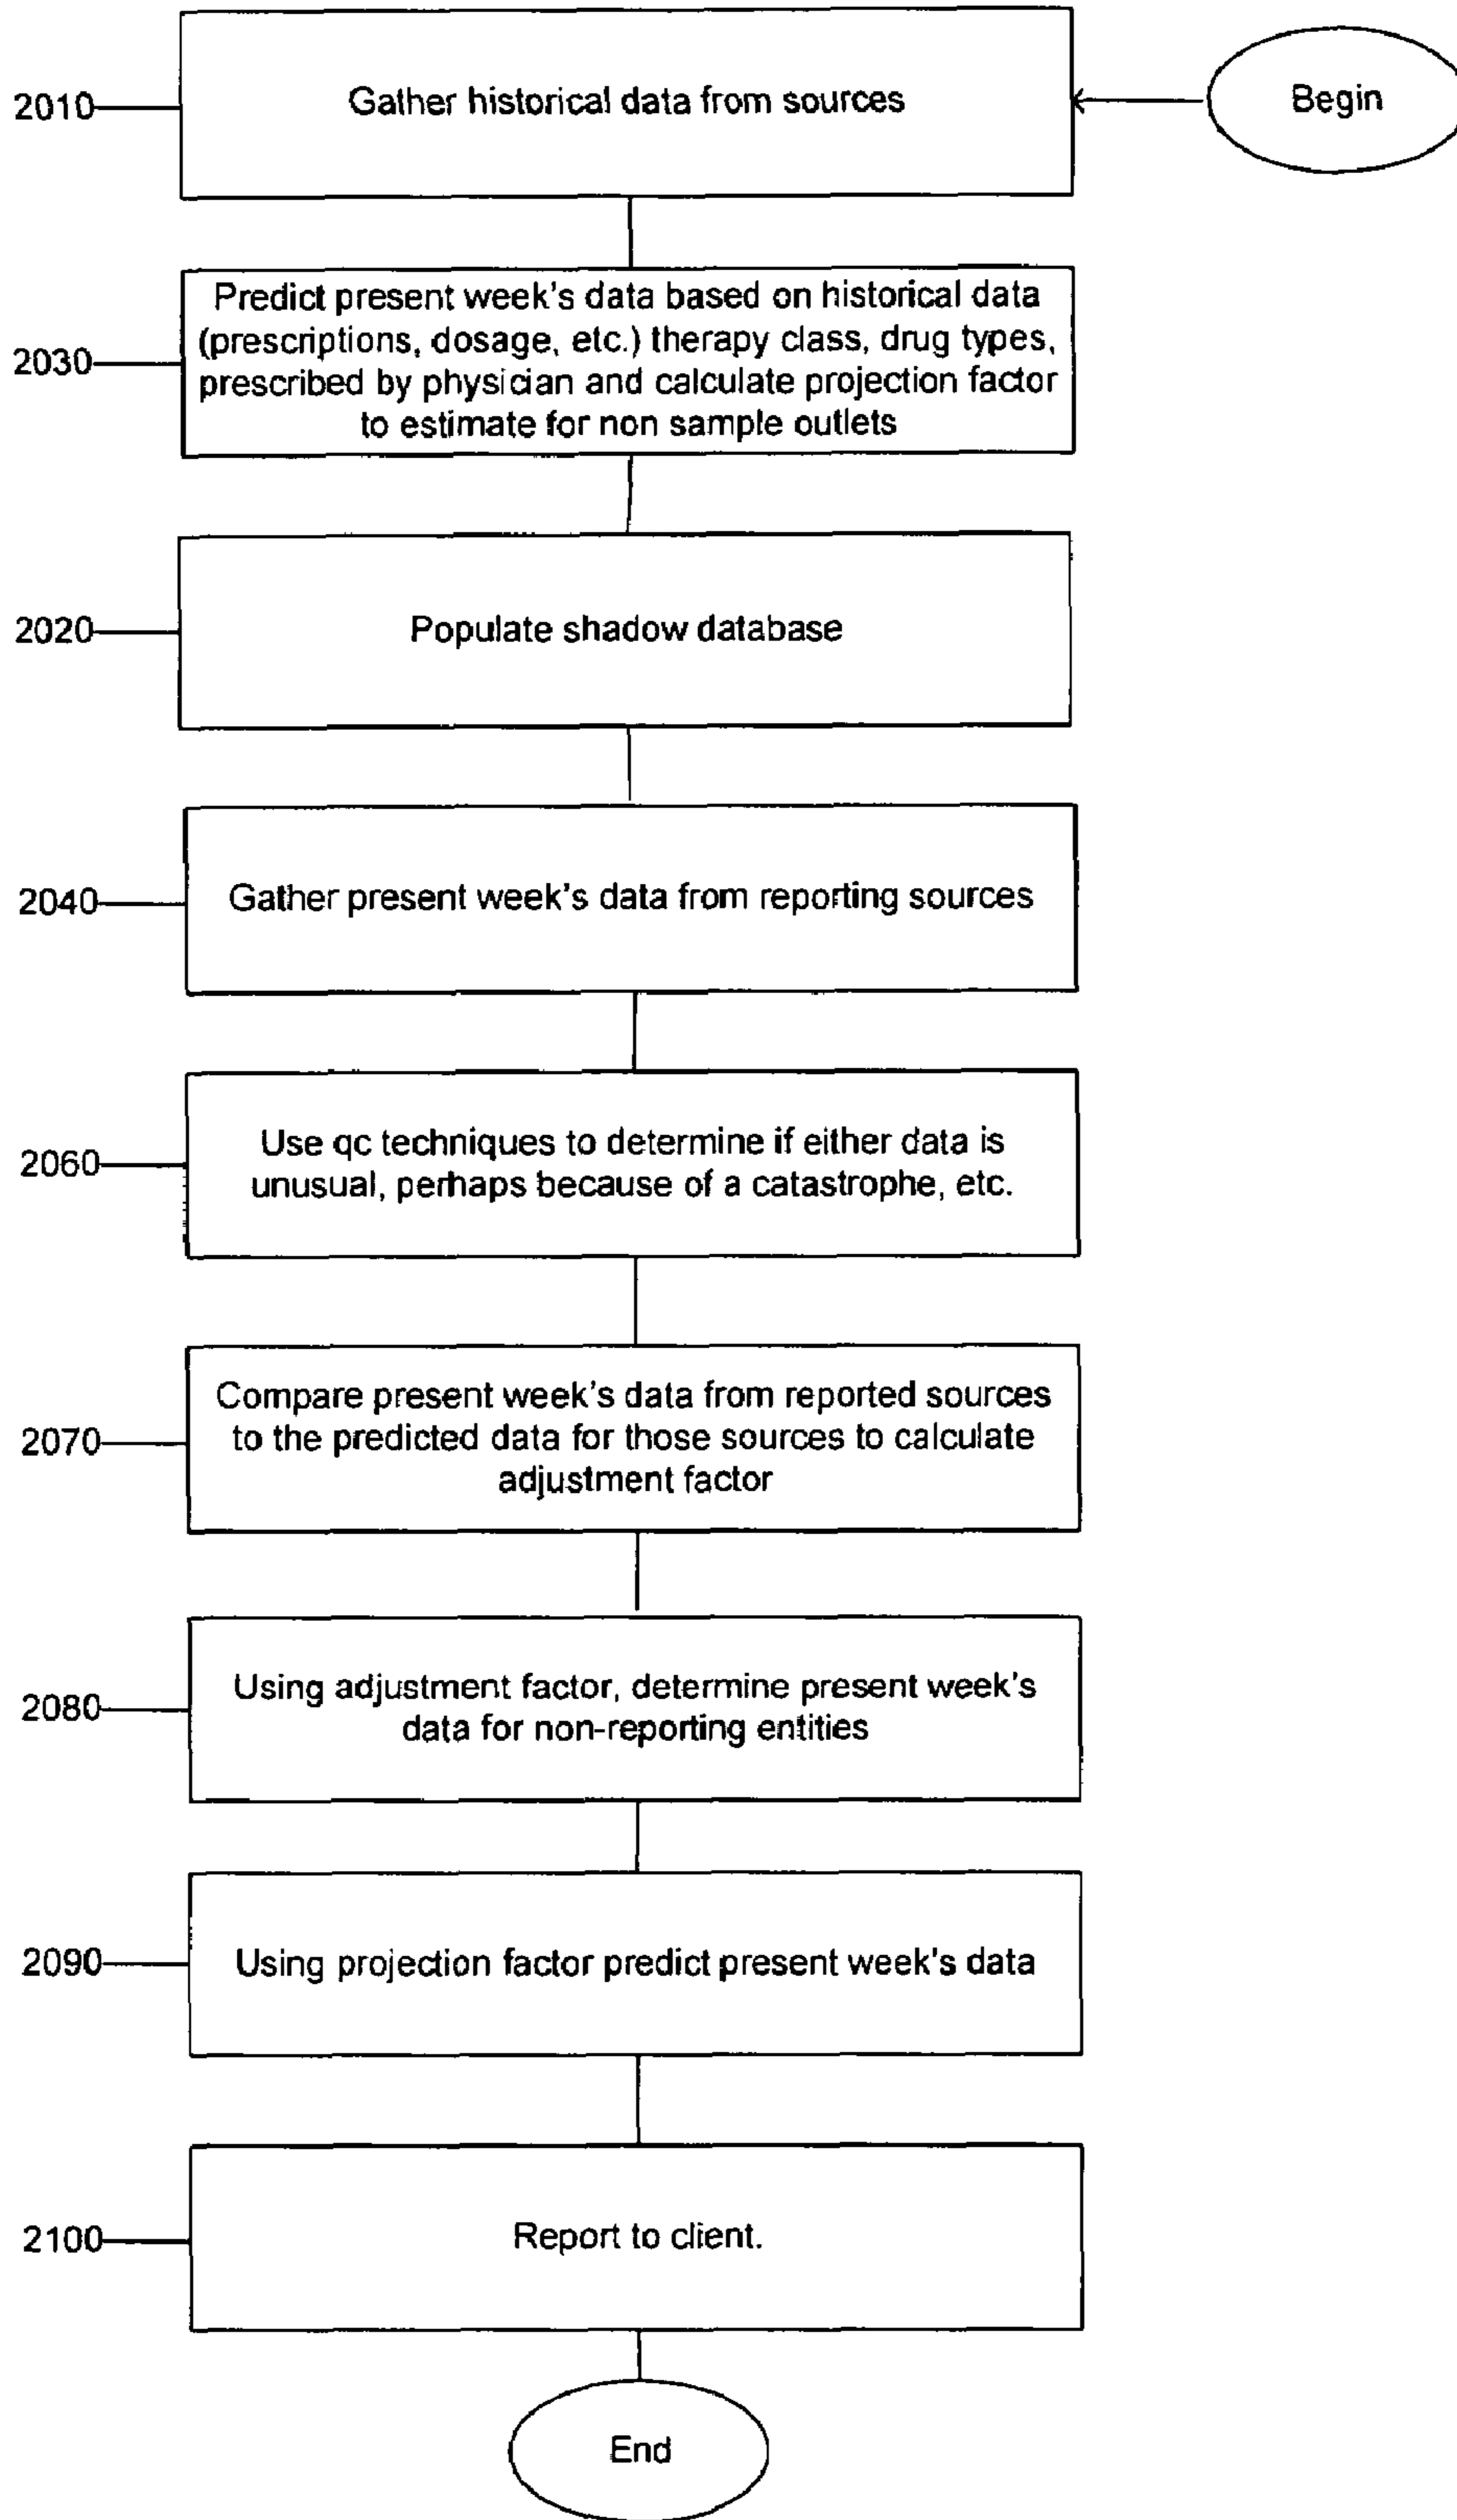 2010
Gather historical data from sources
Begin
2030
Predict present week's data based on historical data
(prescriptions, dosage, etc.) therapy class, drug types,
prescribed by physician and calculate projection factor
to estimate for non sample outlets
2020
Populate shadow database
2040
Gather present week's data from reporting sources
2060
Use qc techniques to determine if either data is
unusual, perhaps because of a catastrophe, etc.
2070
Compare present week's data from reported sources
to the predicted data for those sources to calculate
adjustment factor
2080
Using adjustment factor, determine present week's
data for non-reporting entities
2090
Using projection factor predict present week's data
2100
Report to client.
End